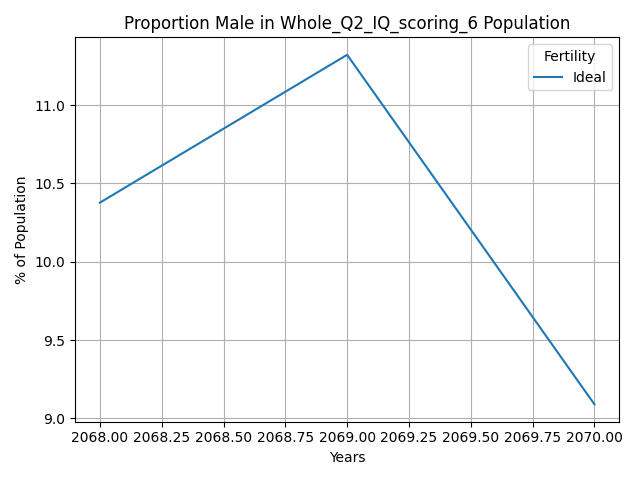 Proportion Male in Whole_Q2_IQ_scoring_6 Population
Fertility
Ideal
% of Population
11.0
10.5
10.0
9.5
9.0
2068.00 2068.25 2068.50 2068.75 2069.00 2069.25 2069.50 2069.75 2070.00
Years